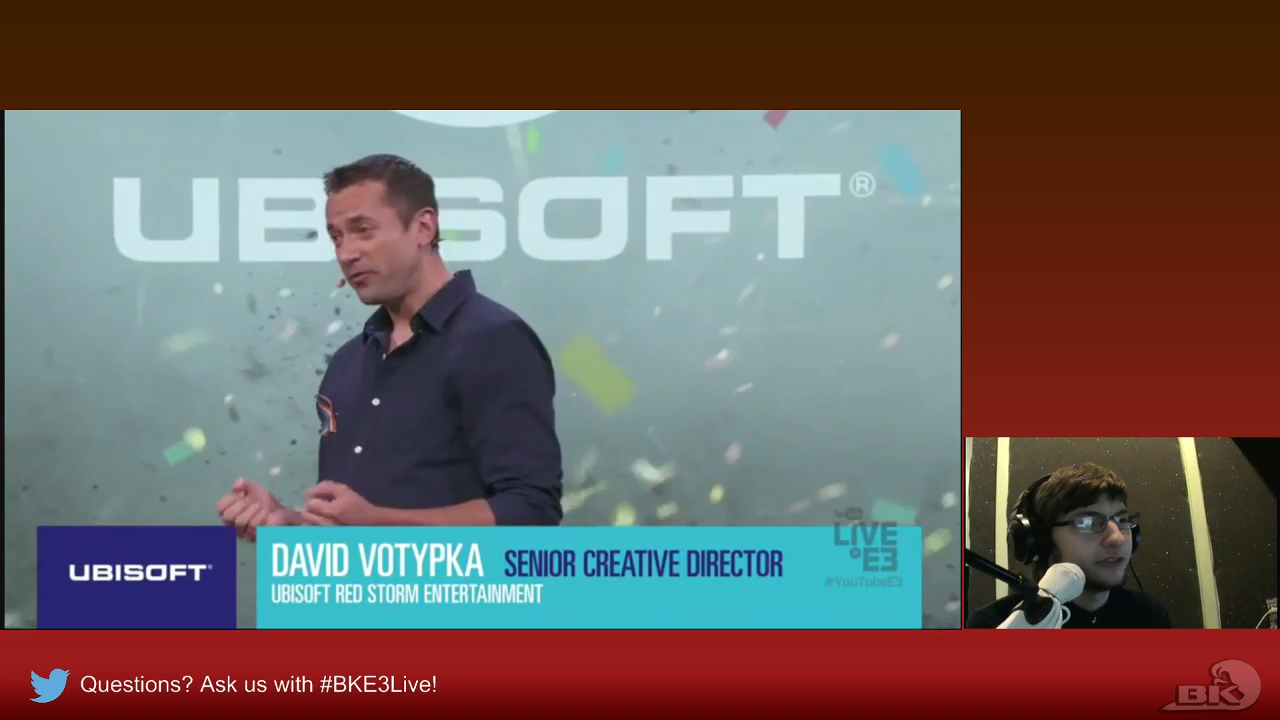 UBISOFT®
UBISOFT
DAVID VOTYPKA SENIOR CREATIVE DIRECTOR
UBISOFT RED STORM ENTERTAINMENT
LIVE
E3
#YouTubeE3
Questions? Ask us with #BKE3Live!
BK